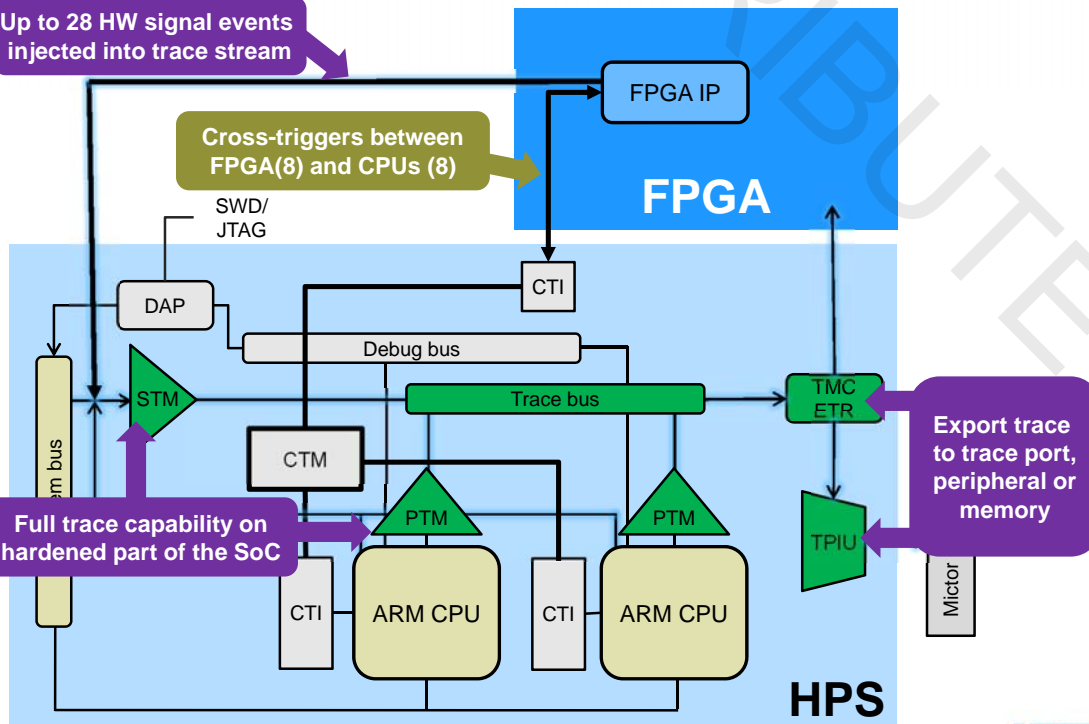 Up to 28 HW signal events
injected into trace stream
FPGA IP
Cross-triggers between
FPGA(8) and CPUs (8)
FPGA
SWD/
JTAG
CTI
DAP
Debug bus
STM
Trace bus
TMC
ETR
Export trace
to trace port,
peripheral or
memory
CTM
em bus
PTM
PTM
TPIU
Full trace capability on
hardened part of the SoC
CTI
ARM CPU
CTI
ARM CPU
Mictor
HPS
RIBUTE